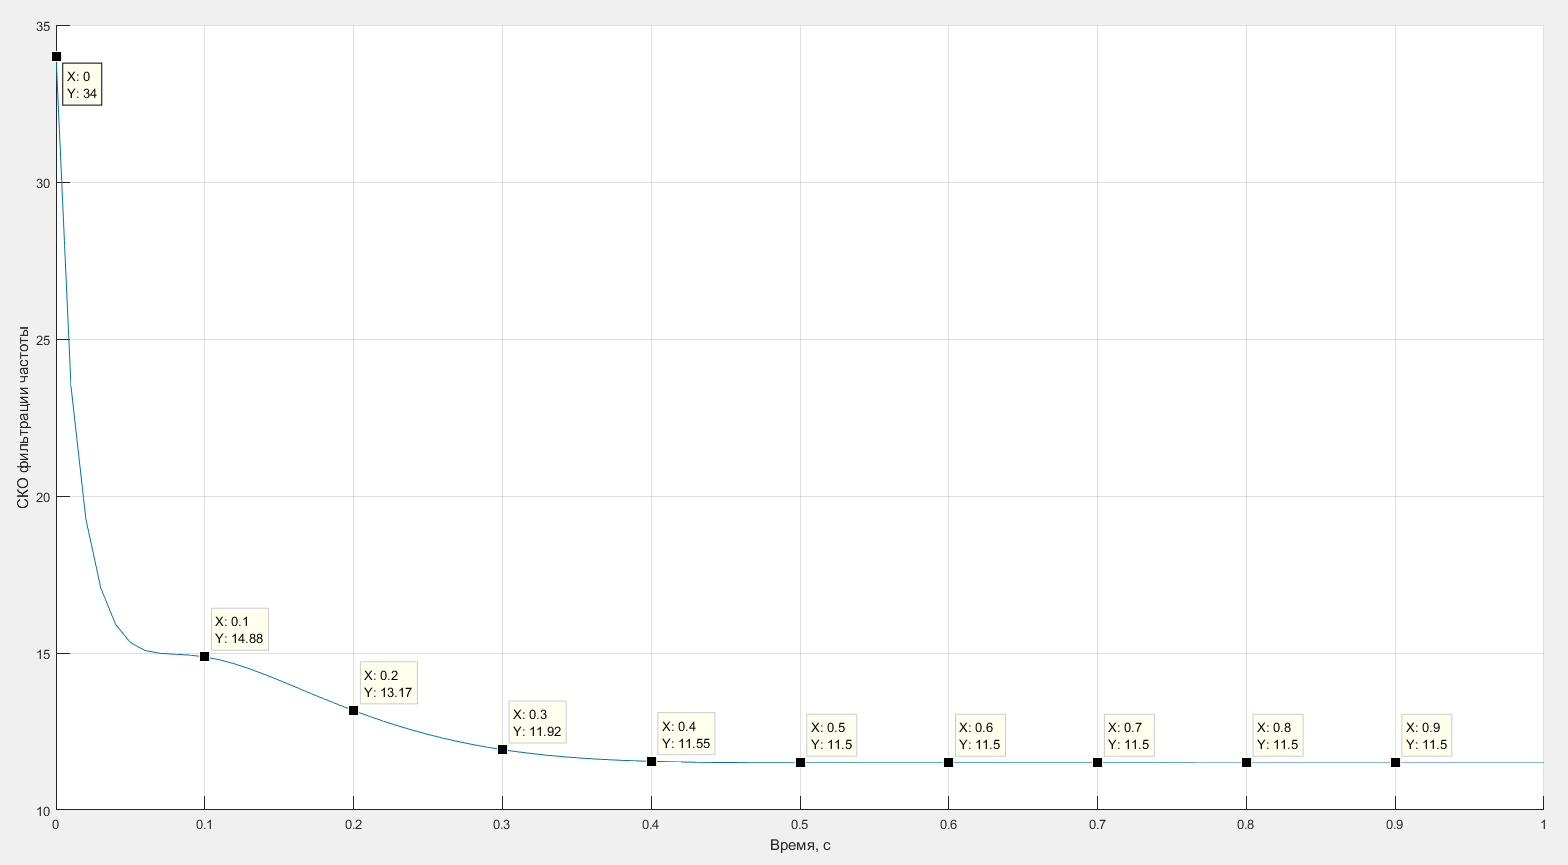 35
X: 0
Y: 34
30
25
20
СКО фильтрации частоты
X: 0.1
Y: 14.88
15
X: 0.2
Y: 13.17
X: 0.3
Y: 11.92
X: 0.4
Y: 11.55
X: 0.5
Y: 11.5
X: 0.6
Y: 11.5
X: 0.7
Y: 11.5
X: 0.8
Y: 11.5
X: 0.9
Y: 11.5
10
0 0.1 0.2 0.3 0.4 0.5 0.6 0.7 0.8 0.9 1
Время, с